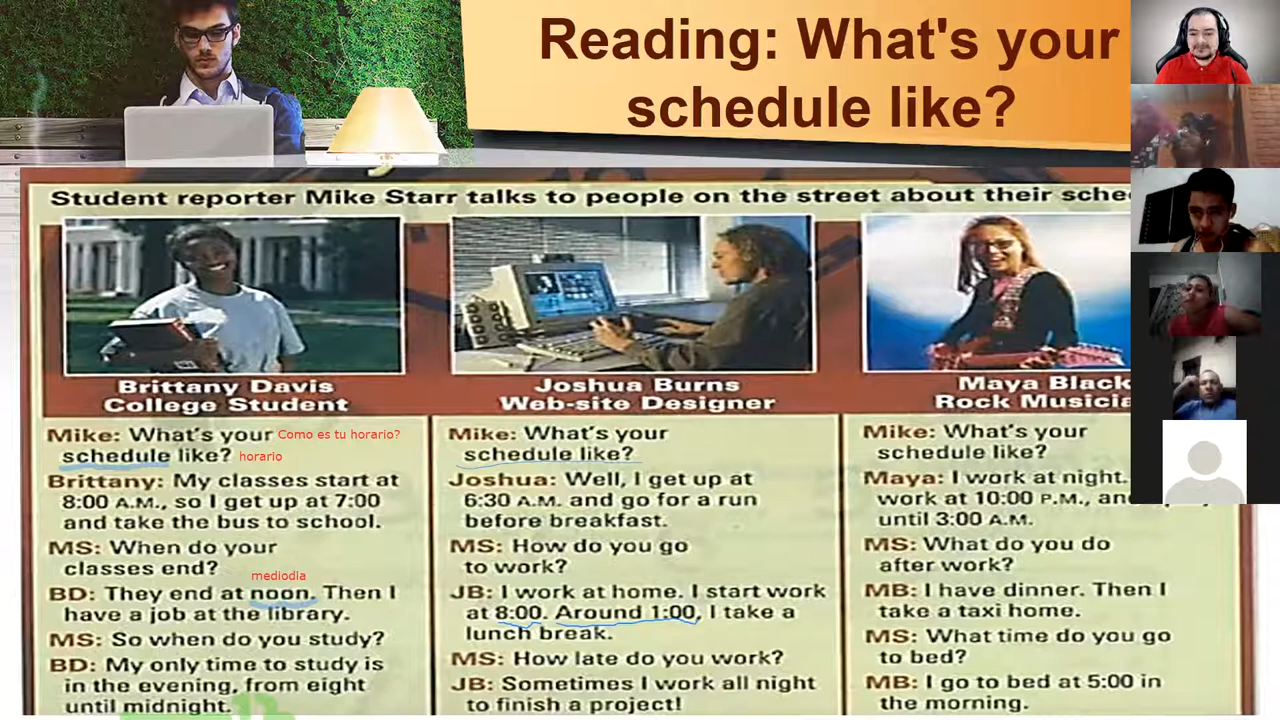 Reading: What's your
schedule like?
Student reporter Mike Starr talks to people on the street about their
Brittany Davis
College Student
Mike: What's your Como es tu horario?
schedule like? horario
Brittany: My classes start at
8:00 A.M., so I get up at 7:00
and take the bus to school.
MS: When do your
classes end?
mediodia
BD: They end at noon. Then I
have a job at the library.
MS: So when do you study?
BD: My only time to study is
in the evening, from eight
until midnight.
Joshua Burns
Web-site Designer
Mike: What's your
schedule like?
Joshua: Well, I get up at
6:30 A.M. and go for a run
before breakfast.
MS: How do you go
to work?
JB: I work at home. I start work
at 8:00. Around 1:00, I take a
lunch break.
MS: How late do you work?
JB: Sometimes I work all night
to finish a project!
Maya Black
Rock
Mike: What's your
schedule like?
Maya: I work at night.
work at 10:00 P.M., and
until 3:00 A.M.
MS: What do you do
after work?
MB: I have dinner. Then I
take a taxi home.
MS: What time do you go
to bed?
MB: I go to bed at 5:00 in
the morning.